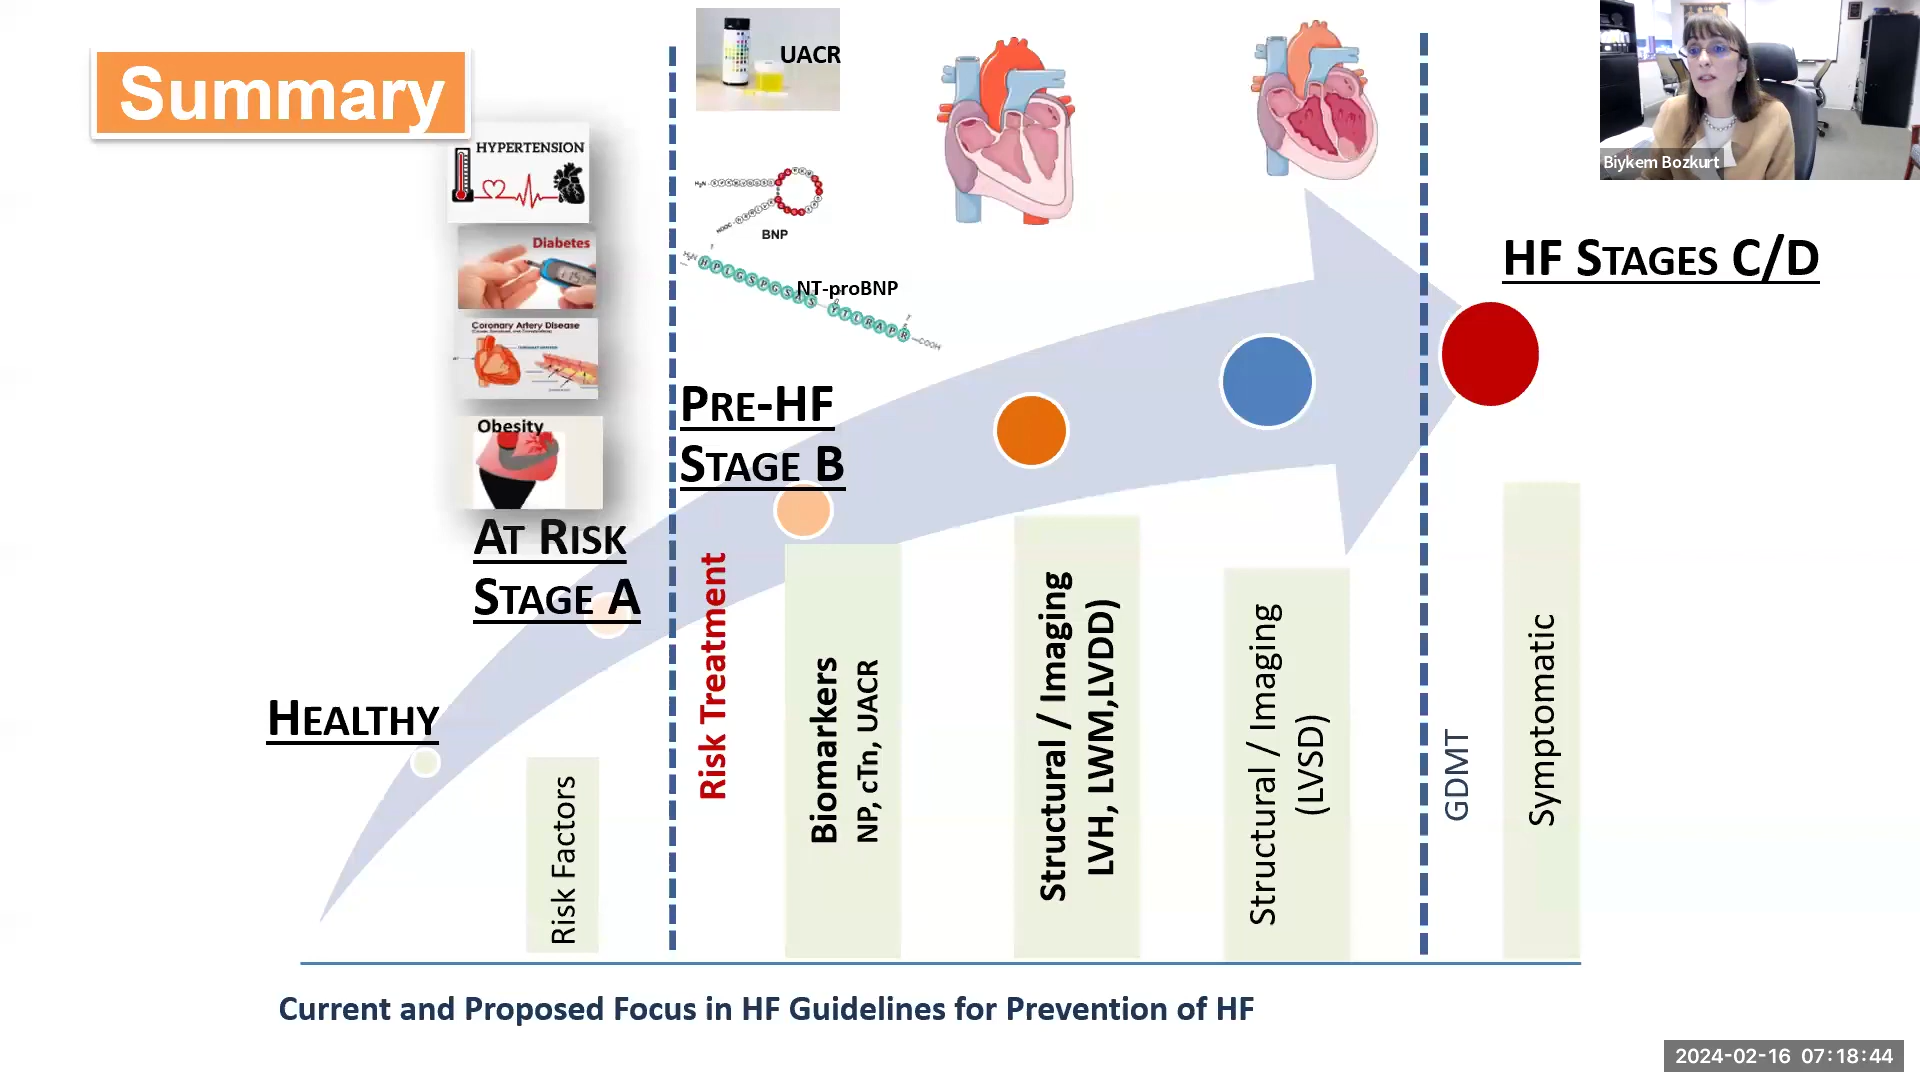 Summary
UACR
Biykem Bozkurt
HYPERTENSION
Diabetes
Coronary Artery Disease
Obesity
BNP
NT-proBNP
HF STAGES C/D
PRE-HF
STAGE B
AT RISK
STAGE A
HEALTHY
Risk Factors
Risk Treatment
Biomarkers
NP, cTn, UACR
Structural / Imaging
LVH, LWM,LVDD)
Structural / Imaging
(LVSD)
GDMT
Symptomatic
Current and Proposed Focus in HF Guidelines for Prevention of HF
2024-02-16 07:18:44